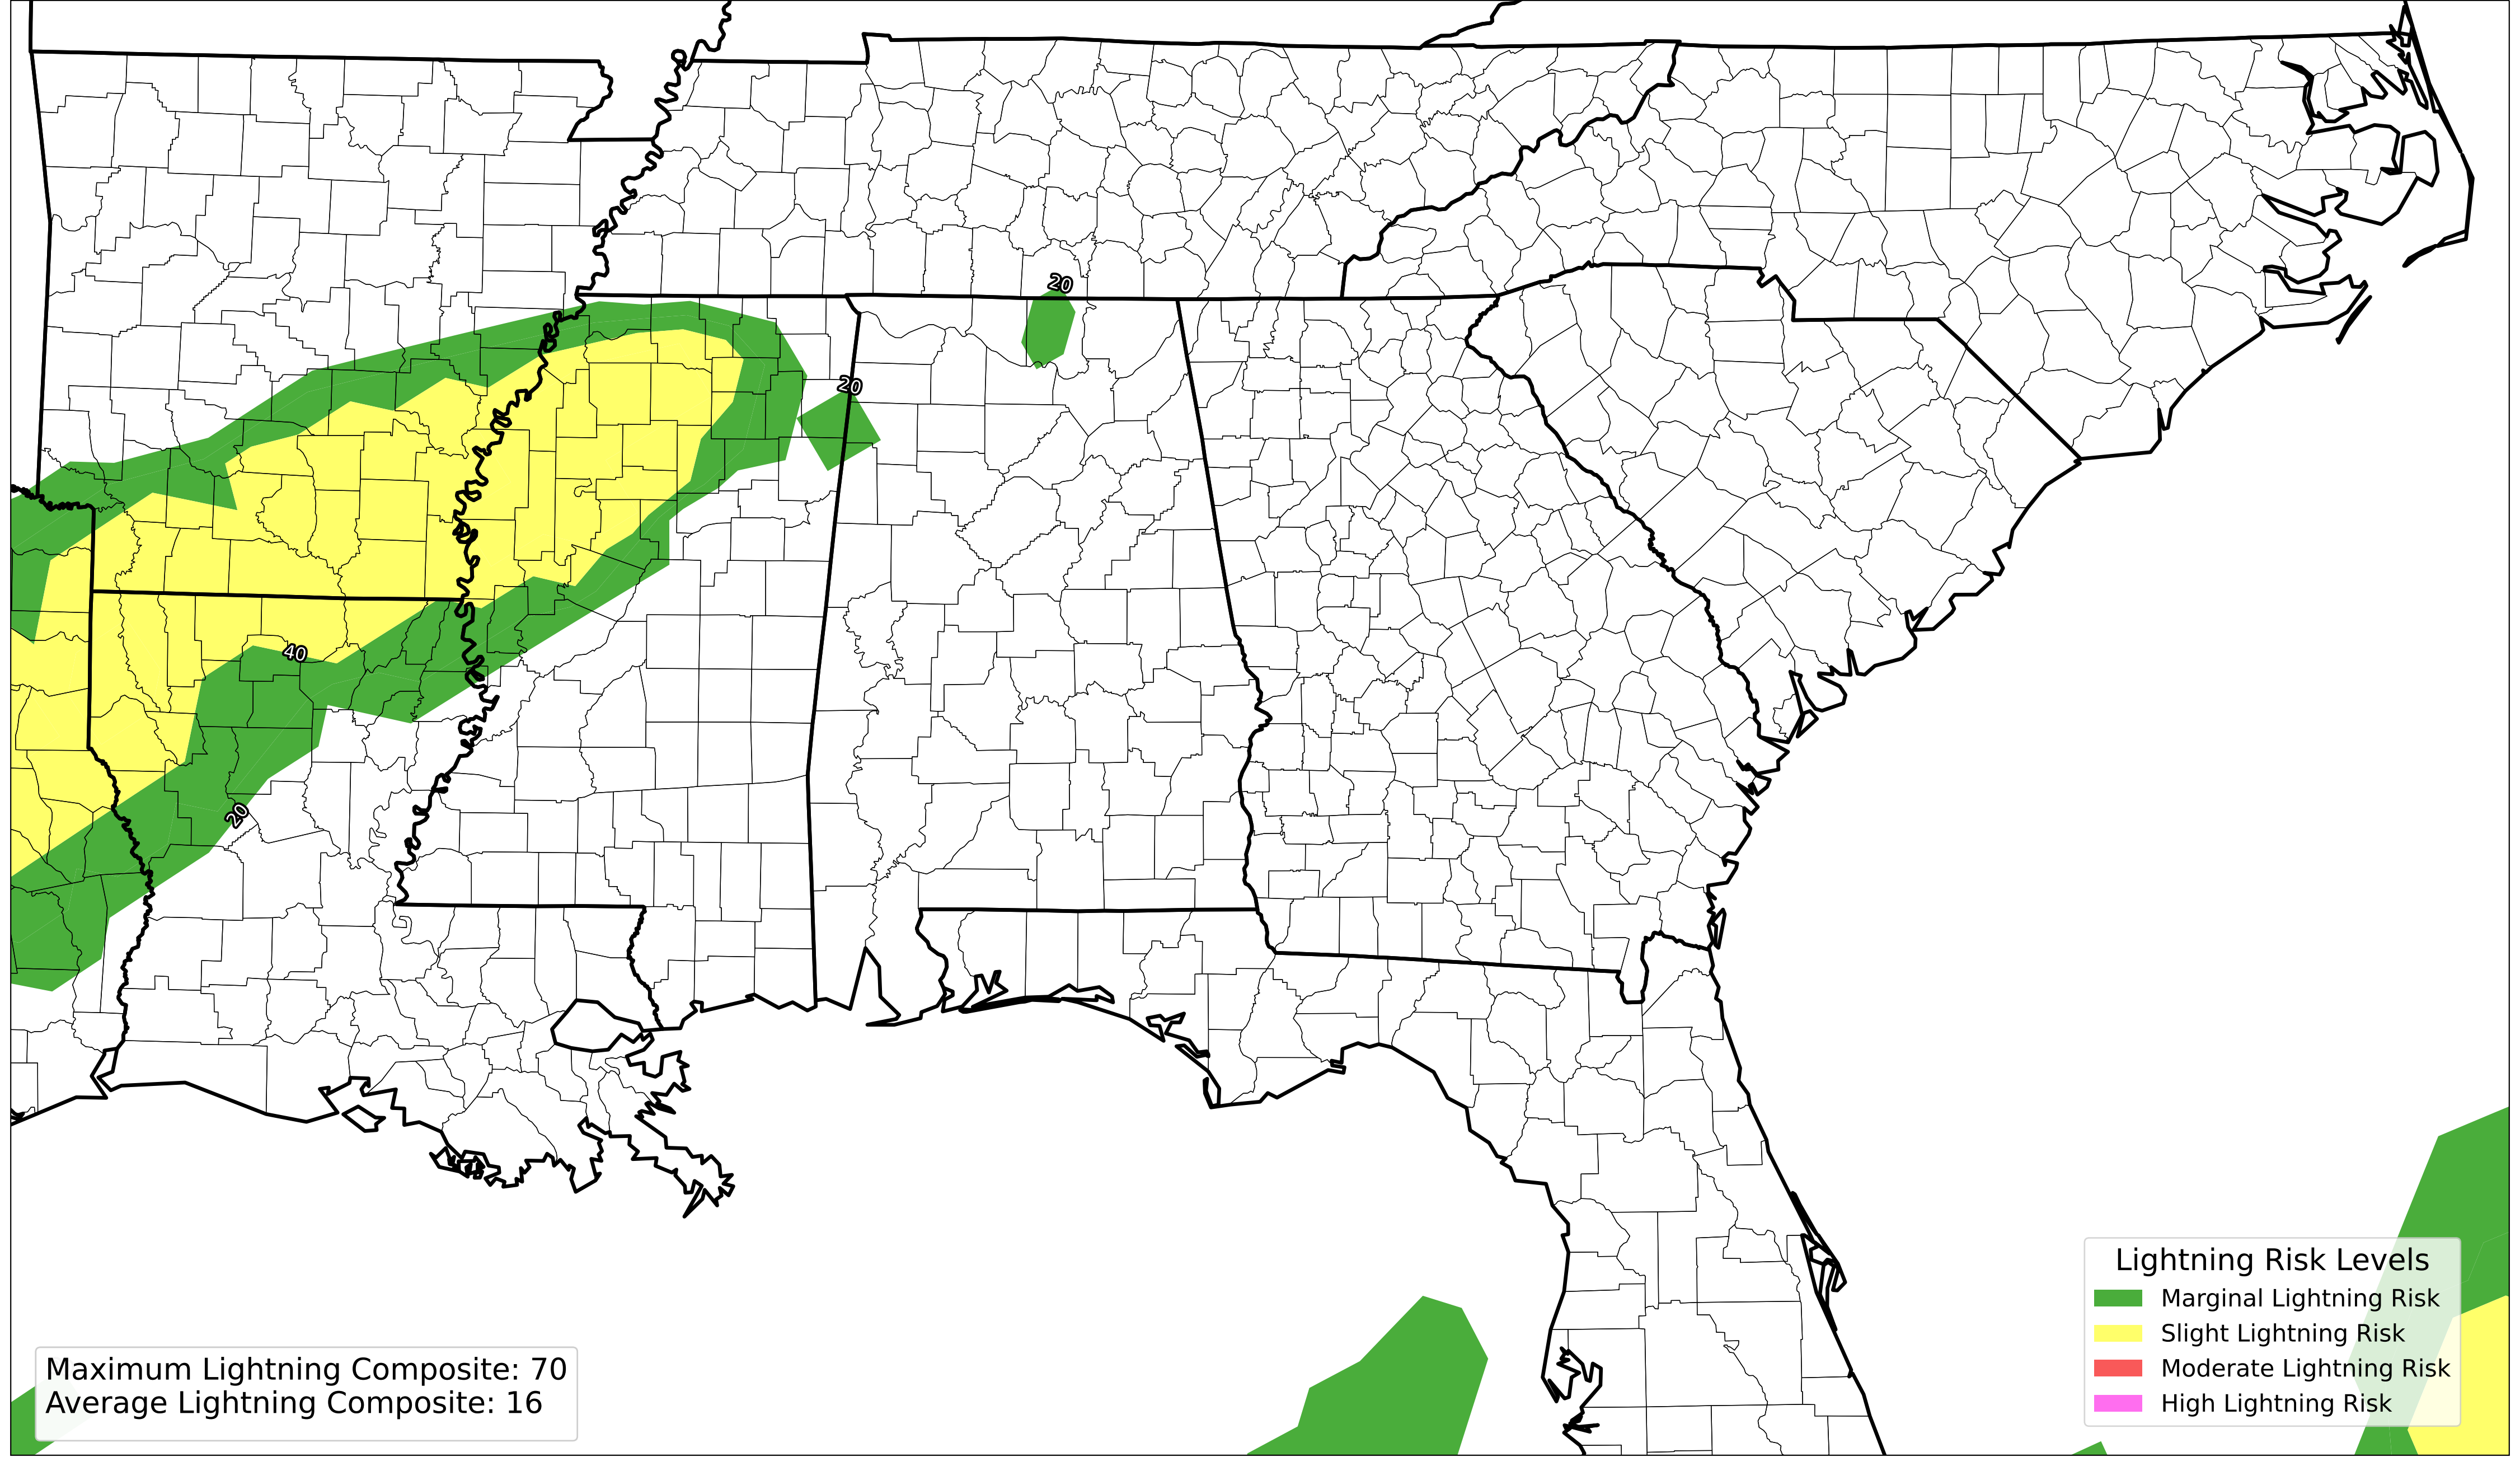 20
20
40
20
Lightning Risk Levels
Marginal Lightning Risk
Slight Lightning Risk
Moderate Lightning Risk
High Lightning Risk
Maximum Lightning Composite: 70
Average Lightning Composite: 16